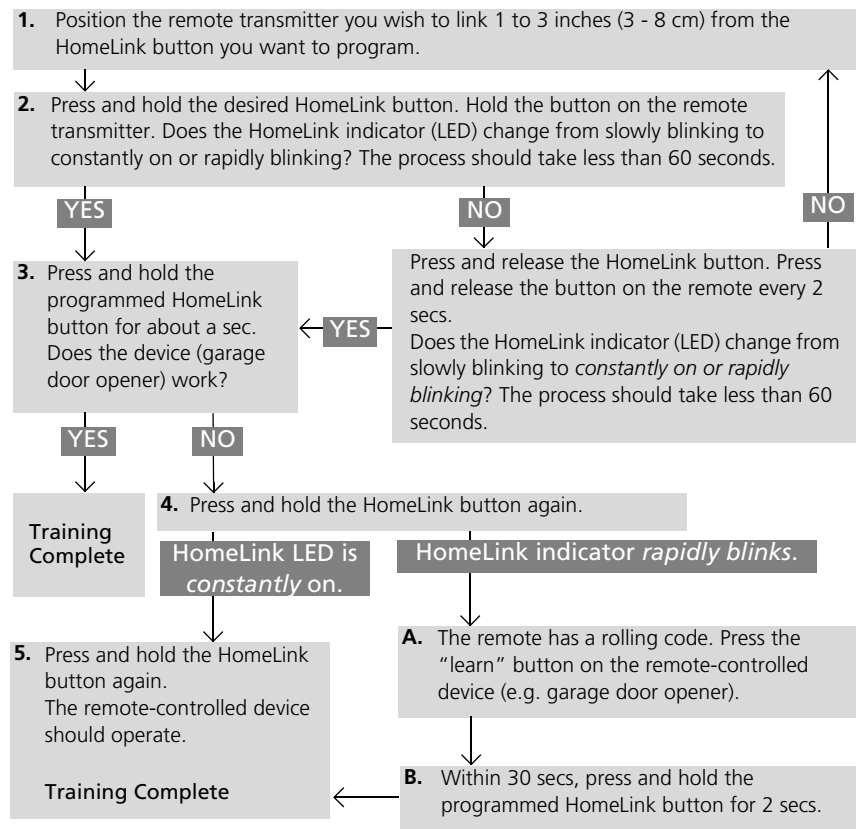 1. Position the remote transmitter you wish to link 1 to 3 inches (3 - 8 cm) from the
HomeLink button you want to program.
2. Press and hold the desired HomeLink button. Hold the button on the remote
transmitter. Does the HomeLink indicator (LED) change from slowly blinking to
constantly on or rapidly blinking? The process should take less than 60 seconds.
YES
NO
NO
3. Press and hold the
programmed HomeLink
button for about a sec.
Does the device (garage
door opener) work?
YES
Press and release the HomeLink button. Press
and release the button on the remote every 2
secs.
Does the HomeLink indicator (LED) change from
slowly blinking to constantly on or rapidly
blinking? The process should take less than 60
seconds.
YES
NO
Training
Complete
4. Press and hold the HomeLink button again.
HomeLink LED is
constantly on.
HomeLink indicator rapidly blinks.
5. Press and hold the HomeLink
button again.
The remote-controlled device
should operate.
Training Complete
A. The remote has a rolling code. Press the
“learn” button on the remote-controlled
device (e.g. garage door opener).
B. Within 30 secs, press and hold the
programmed HomeLink button for 2 secs.